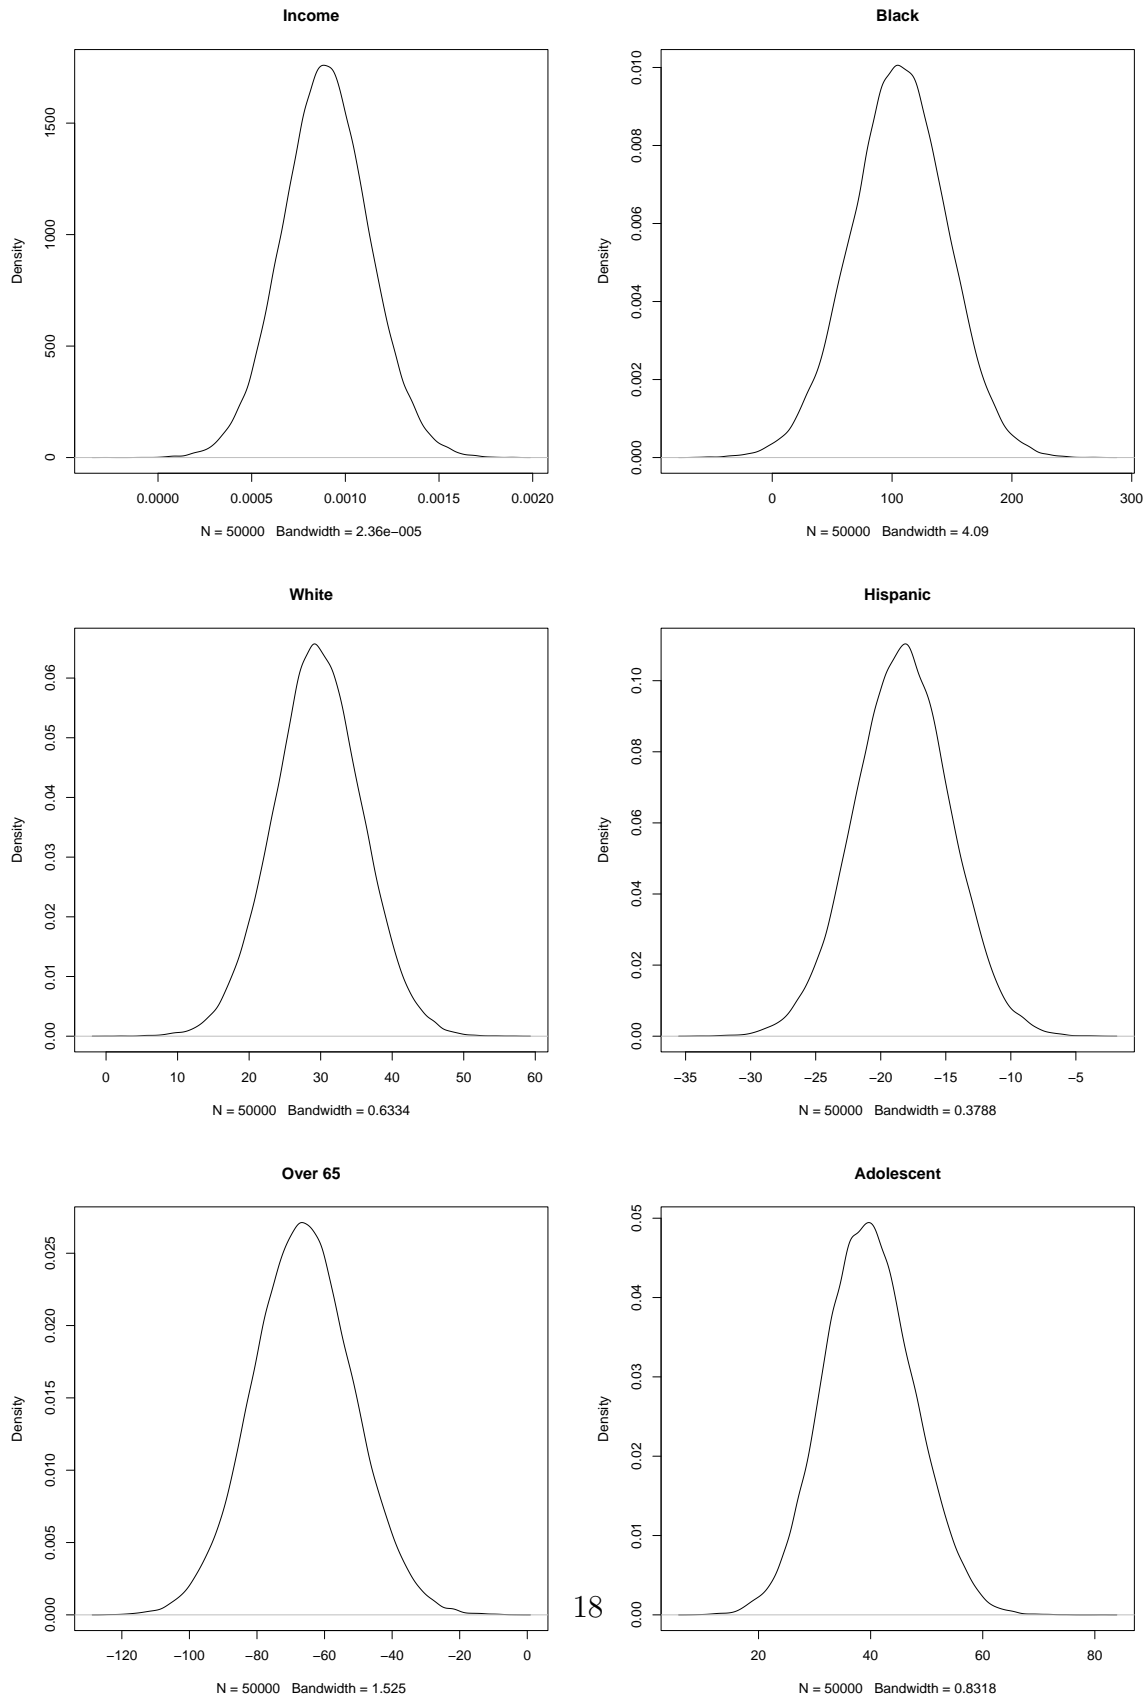 Income
Density
0
500
1000
1500
0.0000 0.0005 0.0010 0.0015 0.0020
N = 50000 Bandwidth = 2.36e−005
Black
Density
0.000
0.002
0.004
0.006
0.008
0.010
0 100 200 300
N = 50000 Bandwidth = 4.09
White
Density
0.00
0.01
0.02
0.03
0.04
0.05
0.06
0 10 20 30 40 50 60
N = 50000 Bandwidth = 0.6334
Hispanic
Density
0.00
0.02
0.04
0.06
0.08
0.10
−35 −30 −25 −20 −15 −10 −5
N = 50000 Bandwidth = 0.3788
Over 65
Density
0.000
0.005
0.010
0.015
0.020
0.025
−120 −100 −80 −60 −40 −20 0
N = 50000 Bandwidth = 1.525
Adolescent
Density
0.00
0.01
0.02
0.03
0.04
0.05
20 40 60 80
N = 50000 Bandwidth = 0.8318
18